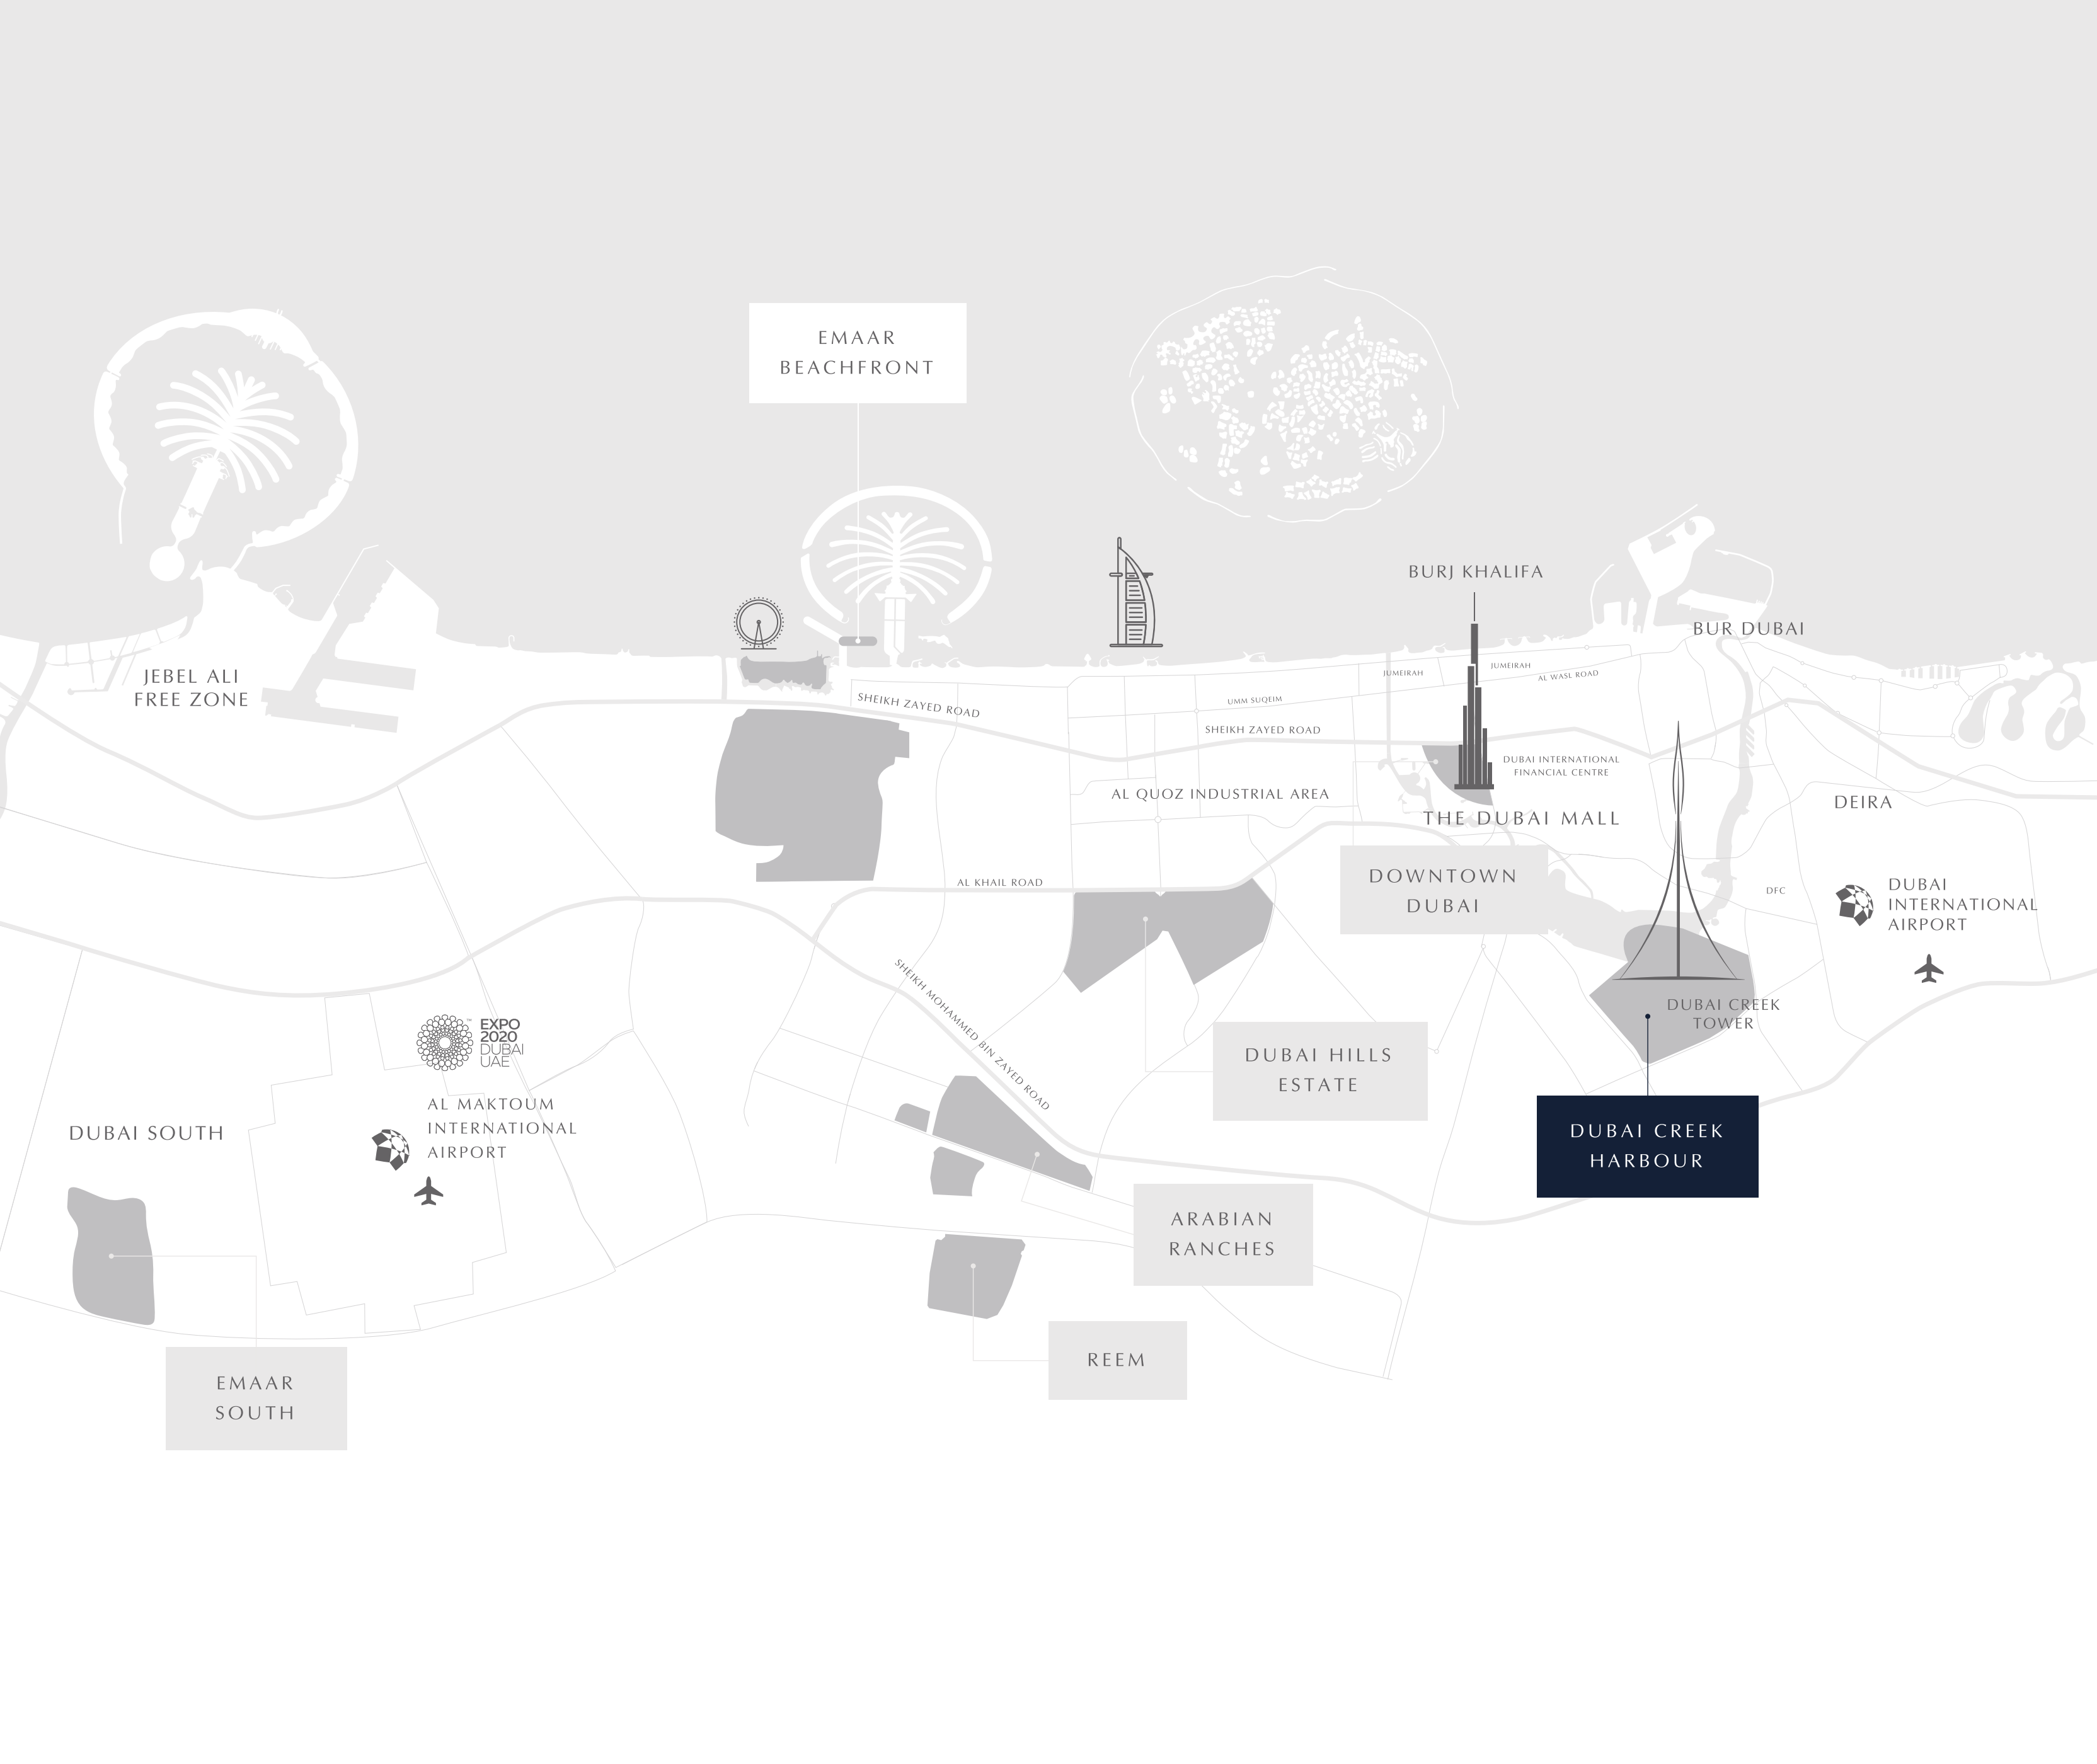 EMAAR
BEACHFRONT
BURJ KHALIFA
BUR DUBAI
JEBEL ALI
FREE ZONE
JUMEIRAH
JUMEIRAH
AL WASL ROAD
SHEIKH ZAYED ROAD
UMM SUQEIM
SHEIKH ZAYED ROAD
DUBAI INTERNATIONAL
FINANCIAL CENTRE
AL QUOZ INDUSTRIAL AREA
DEIRA
THE DUBAI MALL
DOWNTOWN
DUBAI
AL KHAIL ROAD
DFC
DUBAI
INTERNATIONAL
AIRPORT
SHEIKH MOHAMMED BIN ZAYED ROAD
DUBAI CREEK
TOWER
EXPO
2020
DUBAI
UAE
TM
DUBAI HILLS
ESTATE
AL MAKTOUM
INTERNATIONAL
AIRPORT
DUBAI SOUTH
DUBAI CREEK
HARBOUR
ARABIAN
RANCHES
REEM
EMAAR
SOUTH